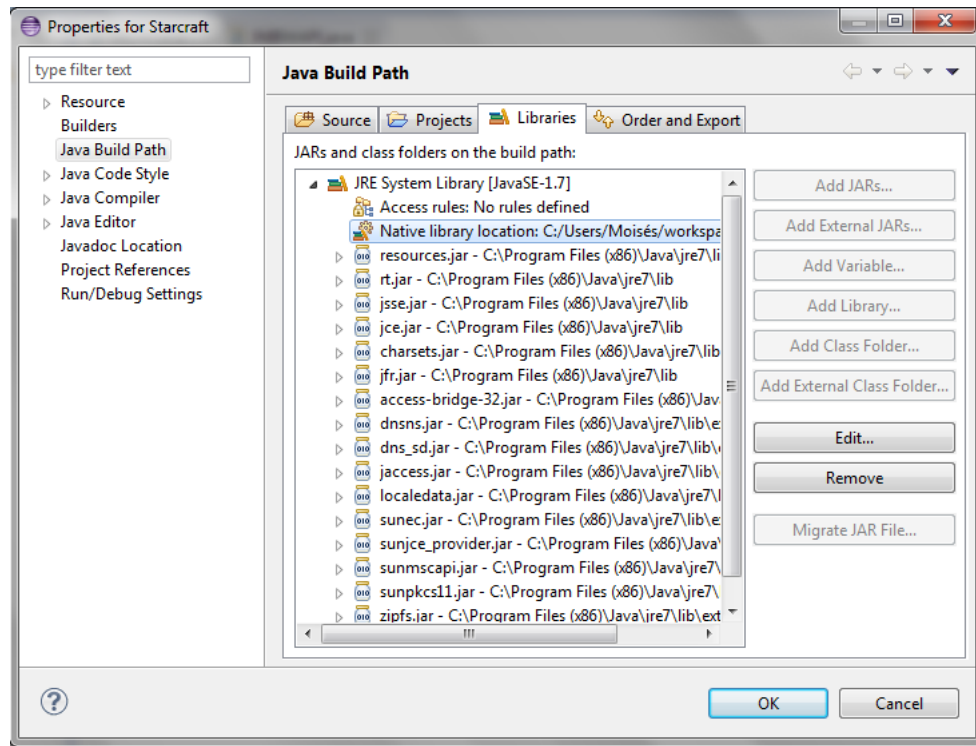 Properties for Starcraft
type filter text
Resource
Builders
Java Build Path
Java Code Style
Java Compiler
Java Editor
Javadoc Location
Project References
Run/Debug Settings
Java Build Path
Source Projects Libraries Order and Export
JARs and class folders on the build path:
JRE System Library [JavaSE-1.7]
Access rules: No rules defined
Native library location: C:/Users/Moisés/workspa
resources.jar - C:\Program Files (x86)\Java\jre7\li
rt.jar - C:\Program Files (x86)\Java\jre7\lib
jsse.jar - C:\Program Files (x86)\Java\jre7\lib
jce.jar - C:\Program Files (x86)\Java\jre7\lib
charsets.jar - C:\Program Files (x86)\Java\jre7\lib
jfr.jar - C:\Program Files (x86)\Java\jre7\lib
access-bridge-32.jar - C:\Program Files (x86)\Jav
dnsns.jar - C:\Program Files (x86)\Java\jre7\lib\e
dns_sd.jar - C:\Program Files (x86)\Java\jre7\lib\
jaccess.jar - C:\Program Files (x86)\Java\jre7\lib\
localedata.jar - C:\Program Files (x86)\Java\jre7\l
sunec.jar - C:\Program Files (x86)\Java\jre7\lib\e
sunjce_provider.jar - C:\Program Files (x86)\Java\
sunmscapi.jar - C:\Program Files (x86)\Java\jre7\
sunpkcs11.jar - C:\Program Files (x86)\Java\jre7\
zipfs.jar - C:\Program Files (x86)\Java\jre7\lib\ext
Add JARs...
Add External JARs...
Add Variable...
Add Library...
Add Class Folder...
Add External Class Folder...
Edit...
Remove
Migrate JAR File...
OK Cancel